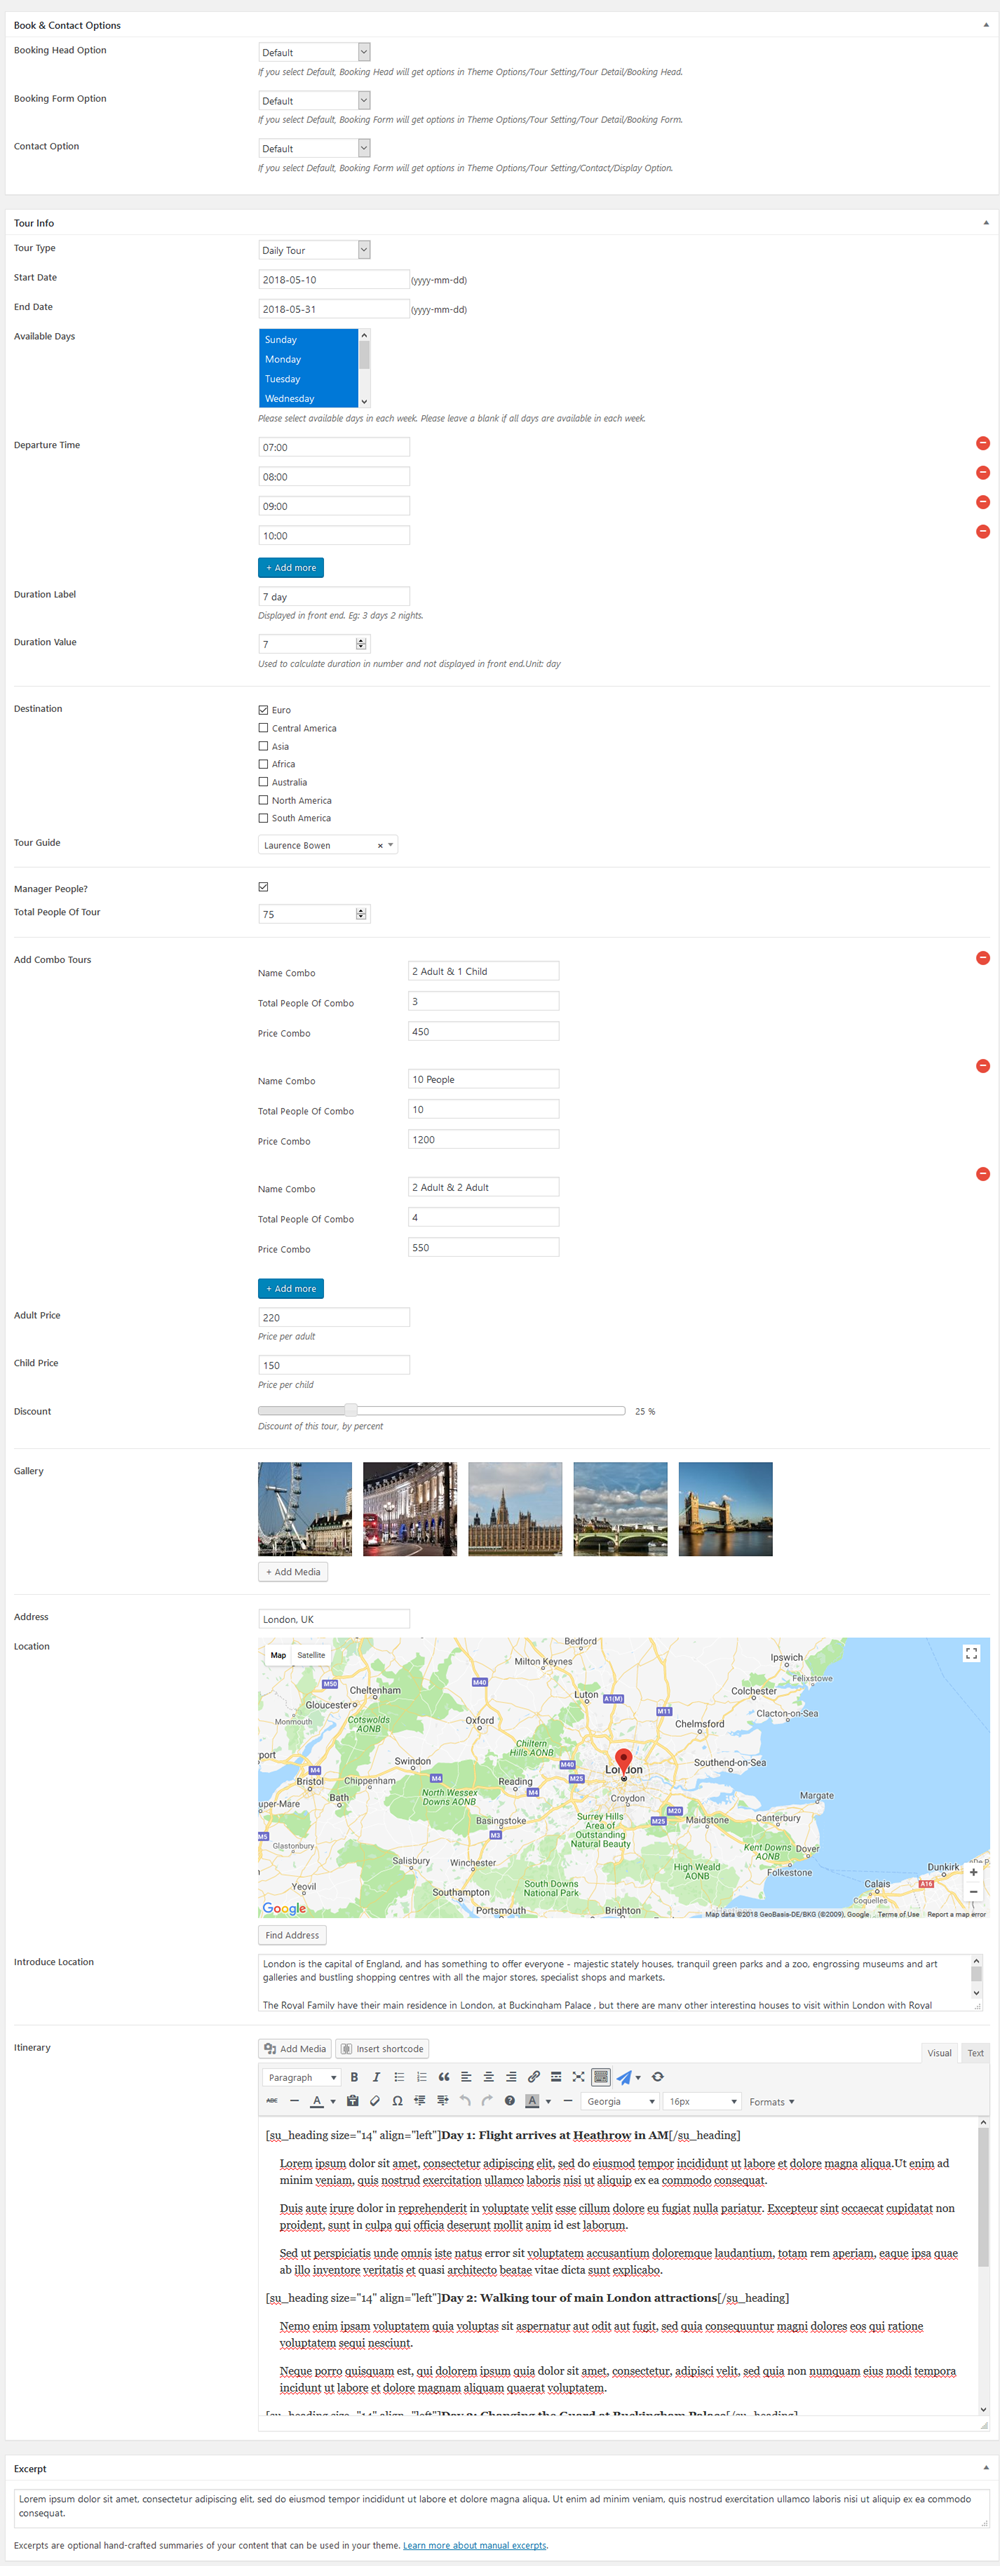 Book & Contact Options
Booking Head Option
Default
If you select Default, Booking Head will get options in Theme Options/Tour Setting/Tour Detail/Booking Head.
Booking Form Option
Default
If you select Default, Booking Form will get options in Theme Options/Tour Setting/Tour Detail/Booking Form.
Contact Option
Default
If you select Default, Booking Form will get options in Theme Options/Tour Setting/Contact/Display Option.
Tour Info
Tour Type
Daily Tour
Start Date
2018-05-10 (yyyy-mm-dd)
End Date
2018-05-31 (yyyy-mm-dd)
Available Days
Sunday
Monday
Tuesday
Wednesday
Please select available days in each week. Please leave a blank if all days are available in each week.
Departure Time
07:00
08:00
09:00
10:00
+ Add more
Duration Label
7 day
Displayed in front end. Eg: 3 days 2 nights.
Duration Value
7
Used to calculate duration in number and not displayed in front end.Unit: day
Destination
Euro
Central America
Asia
Africa
Australia
North America
South America
Tour Guide
Laurence Bowen
Manager People?
Total People Of Tour
75
Add Combo Tours
Name Combo
2 Adult & 1 Child
Total People Of Combo
3
Price Combo
450
Name Combo
10 People
Total People Of Combo
10
Price Combo
1200
Name Combo
2 Adult & 2 Adult
Total People Of Combo
4
Price Combo
550
+ Add more
Adult Price
220
Price per adult
Child Price
150
Price per child
Discount
25 %
Discount of this tour, by percent
Gallery
+ Add Media
Address
London, UK
Location
Map Satellite
Bedford
Milton Keynes
Ipswich
Felixstowe
M50
Cheltenham
M40
Luton
A1(M)
Colchester
Gloucester
M11
Clacton-on-Sea
Monmouth
Cotswolds AONB
Oxford
Chelmsford
Chiltern Hills AONB
port
Swindon
M40
London
Southend-on-Sea
M4
Bristol
Chippenham
M4
Reading
M25
M4
Croydon
Margate
Bath
North Wessex Downs AONB
uper-Mare
M20
Basingstoke
Surrey Hills Area of Outstanding Natural Beauty
M25
Maidstone
Canterbury
M5
M3
Glastonbury
Kent Downs AONB
Dover
Salisbury
Winchester
High Weald AONB
Folkestone
Dunkirk
Yeovil
South Downs National Park
Calais
A16
Southampton
Coquelles
Google
Portsmouth
Brighton
Map data ©2018 GeoBasis-DE/BKG (©2009), Google
Terms of Use
Report a map error
Find Address
Introduce Location
London is the capital of England, and has something to offer everyone - majestic stately houses, tranquil green parks and a zoo, engrossing museums and art
galleries and bustling shopping centres with all the major stores, specialist shops and markets.
The Royal Family have their main residence in London, at Buckingham Palace , but there are many other interesting houses to visit within London with Royal
Itinerary
Add Media
Insert shortcode
Visual Text
Paragraph B I
ABC A Ω A Georgia 16px Formats
[su_heading size="14" align="left"]Day 1: Flight arrives at Heathrow in AM[/su_heading]
Lorem ipsum dolor sit amet, consectetur adipiscing elit, sed do eiusmod tempor incididunt ut labore et dolore magna aliqua.Ut enim ad
minim veniam, quis nostrud exercitation ullamco laboris nisi ut aliquip ex ea commodo consequat.
Duis aute irure dolor in reprehenderit in voluptate velit esse cillum dolore eu fugiat nulla pariatur. Excepteur sint occaecat cupidatat non
proident, sunt in culpa qui officia deserunt mollit anim id est laborum.
Sed ut perspiciatis unde omnis iste natus error sit voluptatem accusantium doloremque laudantium, totam rem aperiam, eaque ipsa quae
ab illo inventore veritatis et quasi architecto beatae vitae dicta sunt explicabo.
[su_heading size="14" align="left"]Day 2: Walking tour of main London attractions[/su_heading]
Nemo enim ipsam voluptatem quia voluptas sit aspernatur aut odit aut fugit, sed quia consequuntur magni dolores eos qui ratione
voluptatem sequi nesciunt.
Neque porro quisquam est, qui dolorem ipsum quia dolor sit amet, consectetur, adipisci velit, sed quia non numquam eius modi tempora
incidunt ut labore et dolore magnam aliquam quaerat voluptatem.
[su_heading size="14" align="left"]Day 3: Changing the Guard at Buckingham Palace[/su_heading]
Excerpt
Lorem ipsum dolor sit amet, consectetur adipiscing elit, sed do eiusmod tempor incididunt ut labore et dolore magna aliqua. Ut enim ad minim veniam, quis nostrud exercitation ullamco laboris nisi ut aliquip ex ea commodo
consequat.
Excerpts are optional hand-crafted summaries of your content that can be used in your theme. Learn more about manual excerpts.